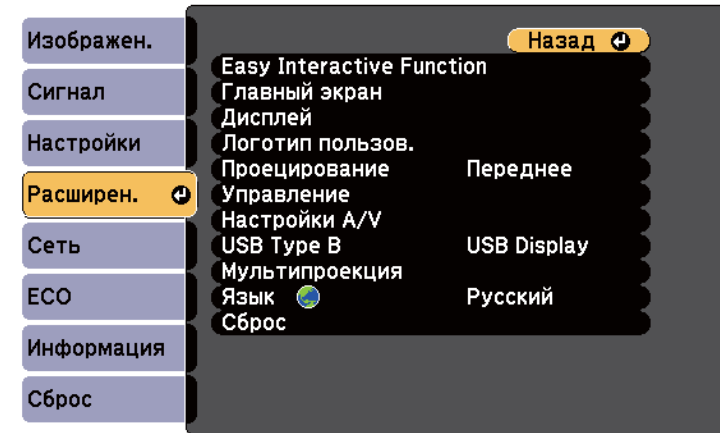 Изображен.
Сигнал
Настройки
Расширен.
Сеть
ECO
Информация
Сброс
Назад
Easy Interactive Function
Главный экран
Дисплей
Логотип пользов.
Проецирование Переднее
Управление
Настройки A/V
USB Type B USB Display
Мультипроекция
Язык Русский
Сброс